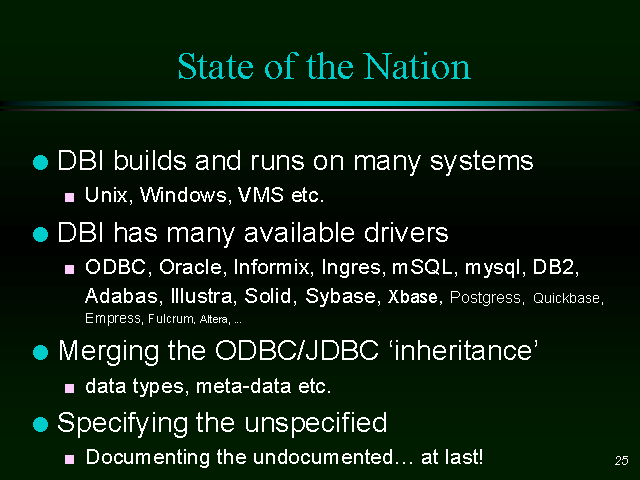 State of the Nation
DBI builds and runs on many systems
Unix, Windows, VMS etc.
DBI has many available drivers
ODBC, Oracle, Informix, Ingres, mSQL, mysql, DB2,
Adabas, Illustra, Solid, Sybase, Xbase, Postgress, Quickbase,
Empress, Fulcrum, Altera, ...
Merging the ODBC/JDBC ‘inheritance’
data types, meta-data etc.
Specifying the unspecified
Documenting the undocumented… at last!
25